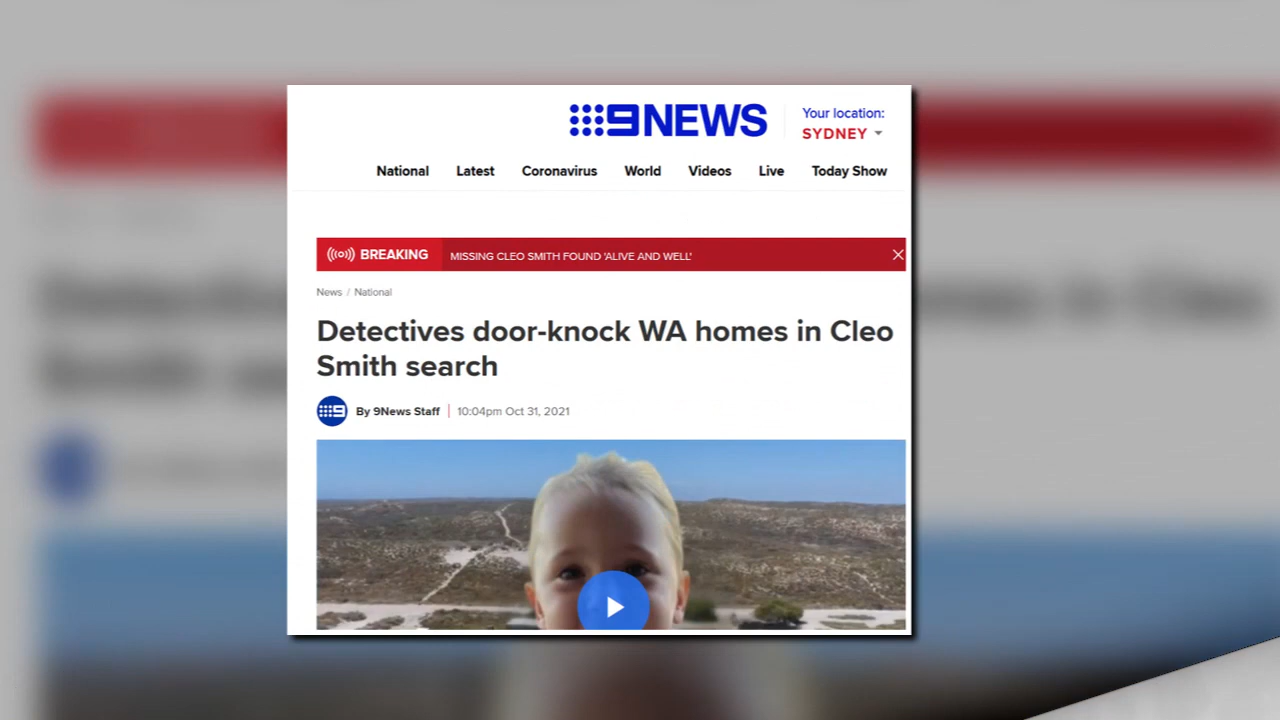 9NEWS
Your location:
SYDNEY
National Latest Coronavirus World Videos Live Today Show
BREAKING MISSING CLEO SMITH FOUND 'ALIVE AND WELL'
News / National
Detectives door-knock WA homes in Cleo
Smith search
9 By 9News Staff | 10:04pm Oct 31, 2021